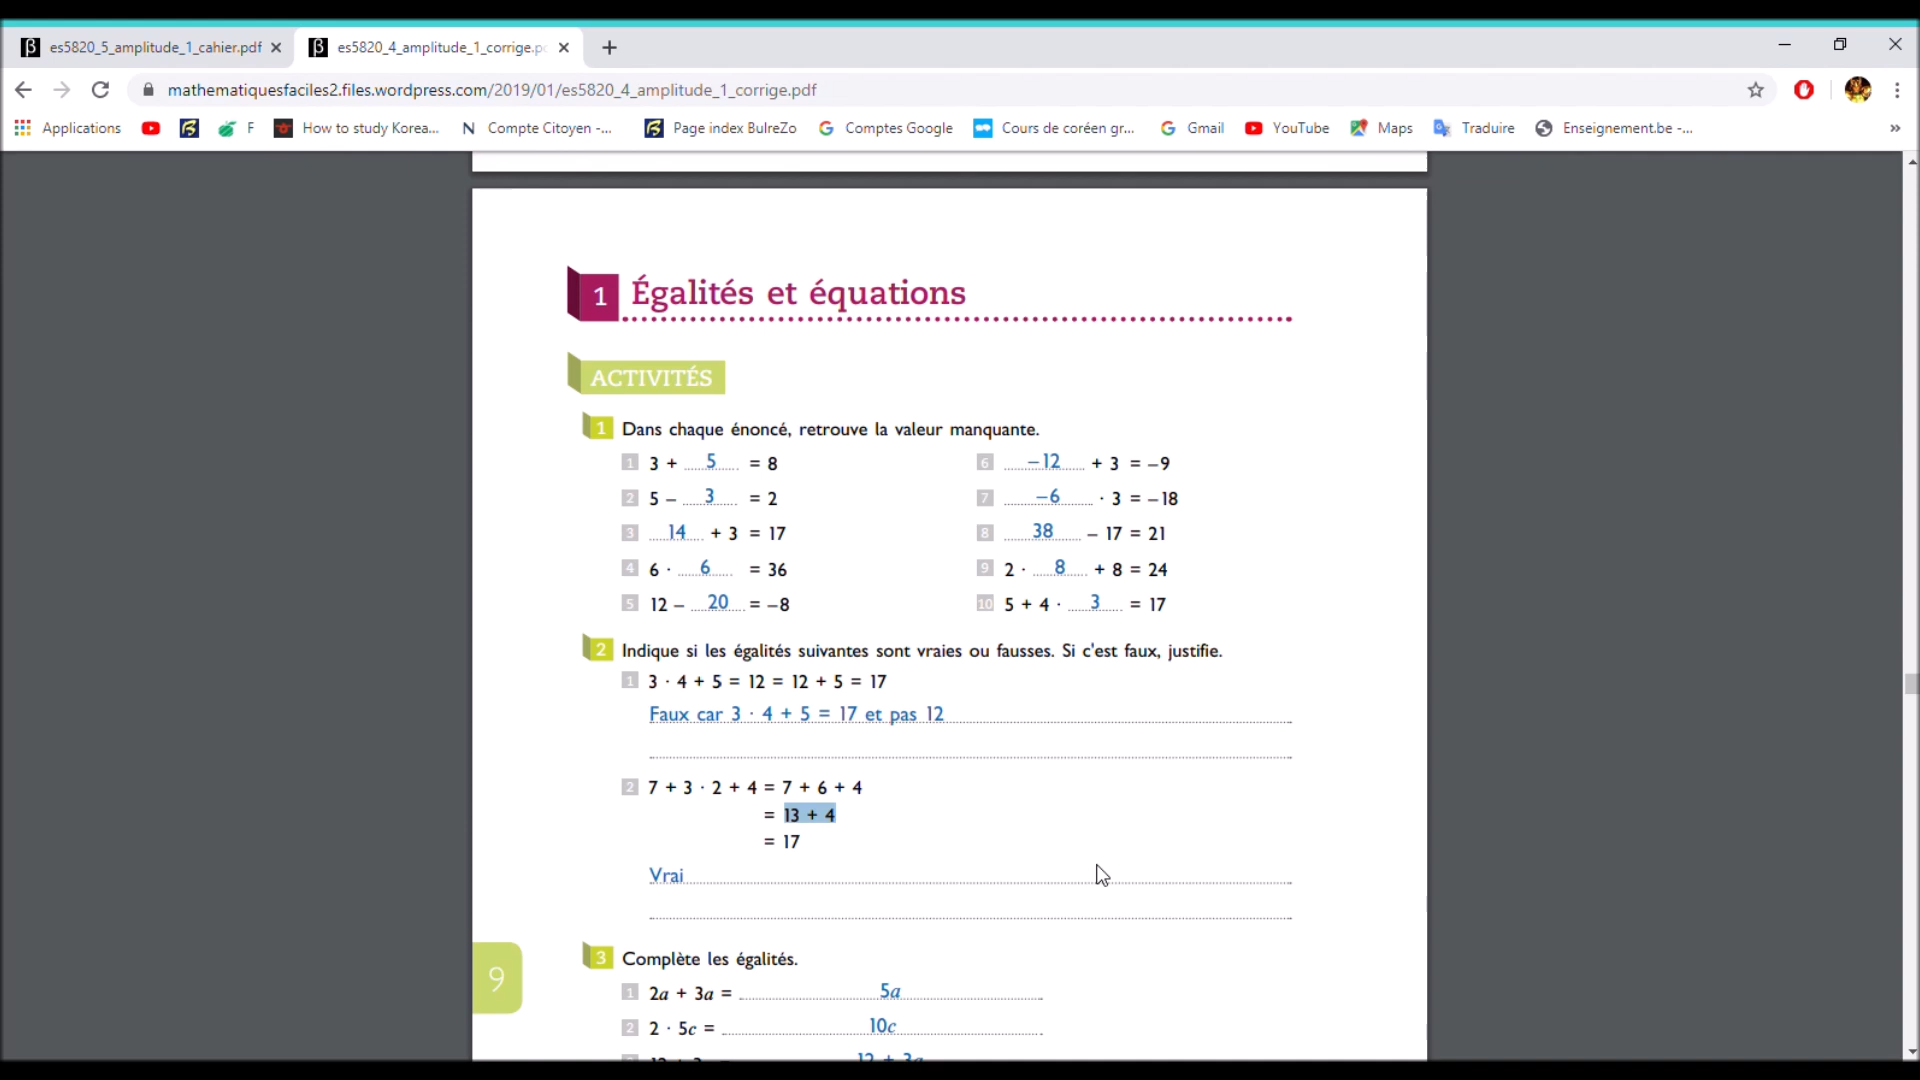 es5820_5_amplitude_1_cahier.pdf
es5820_4_amplitude_1_corrige.p
mathematiquesfaciles2.files.wordpress.com/2019/01/es5820_4_amplitude_1_corrige.pdf
Applications F How to study Korea... Compte Citoyen -... Page index BulreZo Comptes Google Cours de coréen gr... Gmail YouTube Maps Traduire Enseignement.be -... »
1 Égalités et équations
ACTIVITÉS
1 Dans chaque énoncé, retrouve la valeur manquante.
1 3 + 5 = 8
2 5 – 3 = 2
3 14 + 3 = 17
4 6 · 6 = 36
5 12 – 20 = –8
6 –12 + 3 = –9
7 –6 · 3 = –18
8 38 – 17 = 21
9 2 · 8 + 8 = 24
10 5 + 4 · 3 = 17
2 Indique si les égalités suivantes sont vraies ou fausses. Si c'est faux, justifie.
1 3 · 4 + 5 = 12 = 12 + 5 = 17
Faux car 3 · 4 + 5 = 17 et pas 12
2 7 + 3 · 2 + 4 = 7 + 6 + 4
= 13 + 4
= 17
Vrai
3 Complète les égalités.
1 2a + 3a = 5a
2 2 · 5c = 10c
12 + 3a
9